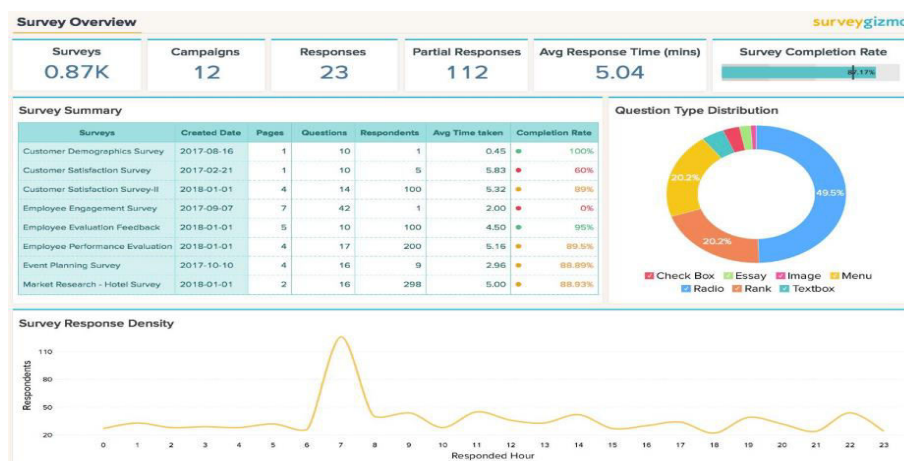 Survey Overview
surveygizmo
Surveys Campaigns Responses Partial Responses Avg Response Time (mins) Survey Completion Rate
0.87K 12 23 112 5.04 87.17%
Survey Summary
Surveys Created Date Pages Questions Respondents Avg Time taken Completion Rate
Customer Demographics Survey 2017-08-16 1 10 1 0.45 100%
Customer Satisfaction Survey 2017-02-21 1 10 5 5.83 60%
Customer Satisfaction Survey-II 2018-01-01 4 14 100 5.32 89%
Employee Engagement Survey 2017-09-07 7 42 1 2.00 0%
Employee Evaluation Feedback 2018-01-01 5 10 100 4.50 95%
Employee Performance Evaluation 2018-01-01 4 17 200 5.16 89.5%
Event Planning Survey 2017-10-10 4 16 9 2.96 88.89%
Market Research - Hotel Survey 2018-01-01 2 16 298 5.00 88.93%
Question Type Distribution
20.2%
49.5%
20.2%
Check Box Essay Image Menu
Radio Rank Textbox
Survey Response Density
Respondents
110
80
50
20
0 1 2 3 4 5 6 7 8 9 10 11 12 13 14 15 16 17 18 19 20 21 22 23
Responded Hour